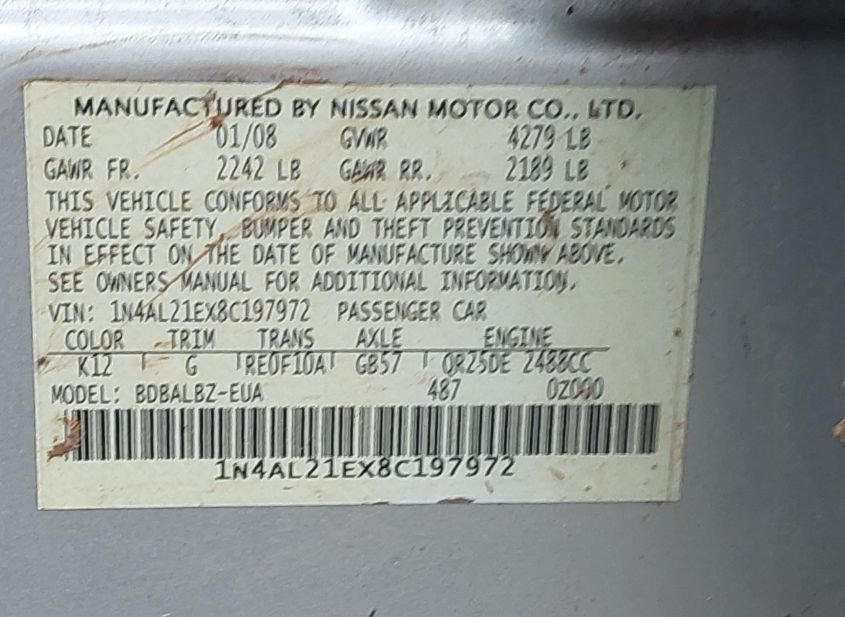 MANUFACTURED BY NISSAN MOTOR CO., LTD.
DATE 01/08 GVWR 4279 LB
GAWR FR. 2242 LB GAWR RR. 2189 LB
THIS VEHICLE CONFORMS TO ALL APPLICABLE FEDERAL MOTOR
VEHICLE SAFETY, BUMPER AND THEFT PREVENTION STANDARDS
IN EFFECT ON THE DATE OF MANUFACTURE SHOWN ABOVE.
SEE OWNERS MANUAL FOR ADDITIONAL INFORMATION.
VIN: 1N4AL21EX8C197972 PASSENGER CAR
COLOR TRIM TRANS AXLE ENGINE
K12 G RE0F10A GB57 QR25DE 2488CC
MODEL: BDBALBZ-EUA 487 0Z000
1N4AL21EX8C197972